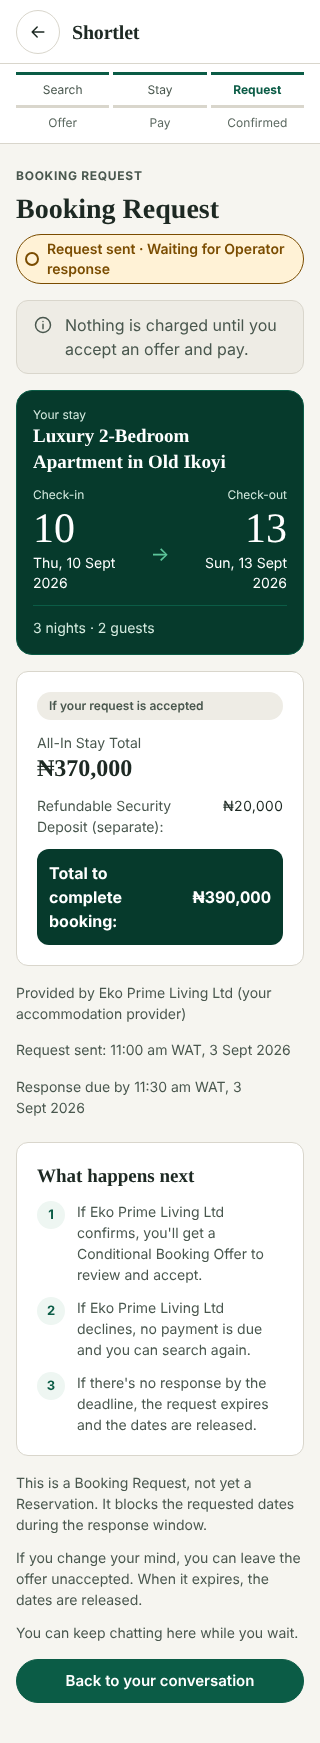 Shortlet
Search
Stay
Request
Offer
Pay
Confirmed
BOOKING REQUEST
Booking Request
Request sent · Waiting for Operator
response
Nothing is charged until you
accept an offer and pay.
Your stay
Luxury 2-Bedroom
Apartment in Old Ikoyi
Check-in
Check-out
10
13
Thu, 10 Sept
2026
Sun, 13 Sept
2026
3 nights · 2 guests
If your request is accepted
All-In Stay Total
₦370,000
Refundable Security
Deposit (separate):
₦20,000
Total to
complete
booking:
₦390,000
Provided by Eko Prime Living Ltd (your
accommodation provider)
Request sent: 11:00 am WAT, 3 Sept 2026
Response due by 11:30 am WAT, 3
Sept 2026
What happens next
1
If Eko Prime Living Ltd
confirms, you'll get a
Conditional Booking Offer to
review and accept.
2
If Eko Prime Living Ltd
declines, no payment is due
and you can search again.
3
If there's no response by the
deadline, the request expires
and the dates are released.
This is a Booking Request, not yet a
Reservation. It blocks the requested dates
during the response window.
If you change your mind, you can leave the
offer unaccepted. When it expires, the
dates are released.
You can keep chatting here while you wait.
Back to your conversation